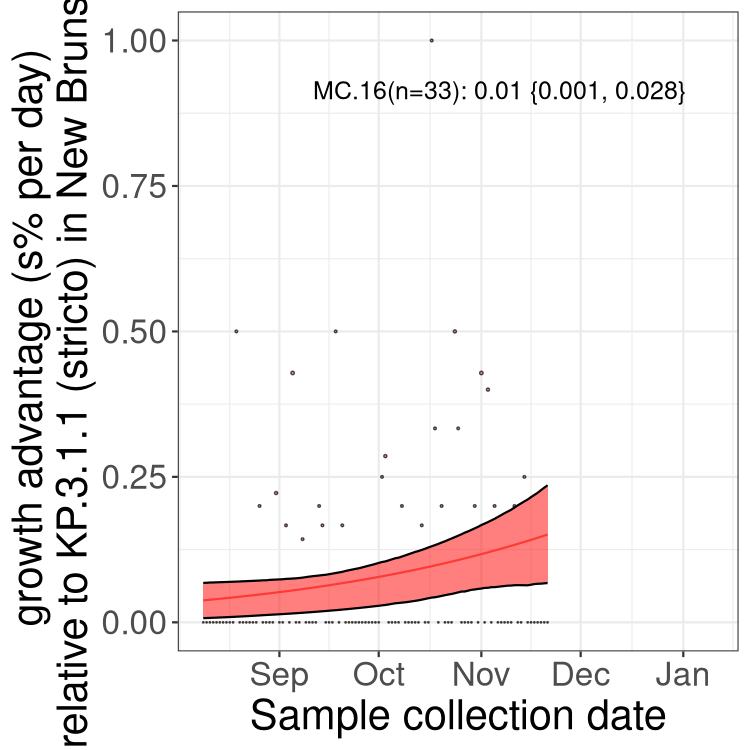 growth advantage (s% per day)
relative to KP.3.1.1 (stricto) in New Bruns
1.00
0.75
0.50
0.25
0.00
MC.16(n=33): 0.01 {0.001, 0.028}
Sep Oct Nov Dec Jan
Sample collection date